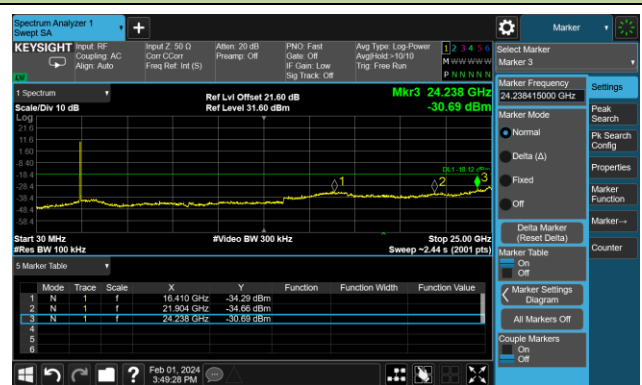 Spectrum Analyzer 1
Swept SA
Marker
KEYSIGHT Input: RF Input Z: 50 Ω Atten: 20 dB PNO: Fast Avg Type: Log-Power 1 2 3 4 5 6
Coupling: AC Corr CCorr Preamp: Off Gate: Off Avg|Hold:>10/10 M W W W W W
Align: Auto Freq Ref: Int (S) IF Gain: Low Trig: Free Run P N N N N N
Sig Track: Off
Select Marker
Marker 3
1 Spectrum
Ref Lvl Offset 21.60 dB
Mkr3 24.238 GHz
Scale/Div 10 dB
Ref Level 31.60 dBm
-30.69 dBm
Log
21.6
11.6
1.60
-8.40
-18.4
-28.4
-38.4
-48.4
-58.4
DL1 -18.12 dBm
1
2
3
Start 30 MHz #Video BW 300 kHz Stop 25.00 GHz
#Res BW 100 kHz Sweep ~2.44 s (2001 pts)
5 Marker Table
Mode Trace Scale X Y Function Function Width Function Value
1 N 1 f 16.410 GHz -34.29 dBm
2 N 1 f 21.904 GHz -34.66 dBm
3 N 1 f 24.238 GHz -30.69 dBm
4
5
6
Marker Frequency
24.238415000 GHz
Marker Mode
Normal
Delta (Δ)
Fixed
Off
Delta Marker
(Reset Delta)
Marker Table
On
Off
Marker Settings
Diagram
All Markers Off
Couple Markers
On
Off
Settings
Peak
Search
Pk Search
Config
Properties
Marker
Function
Marker→
Counter
?
Feb 01, 2024
3:49:28 PM